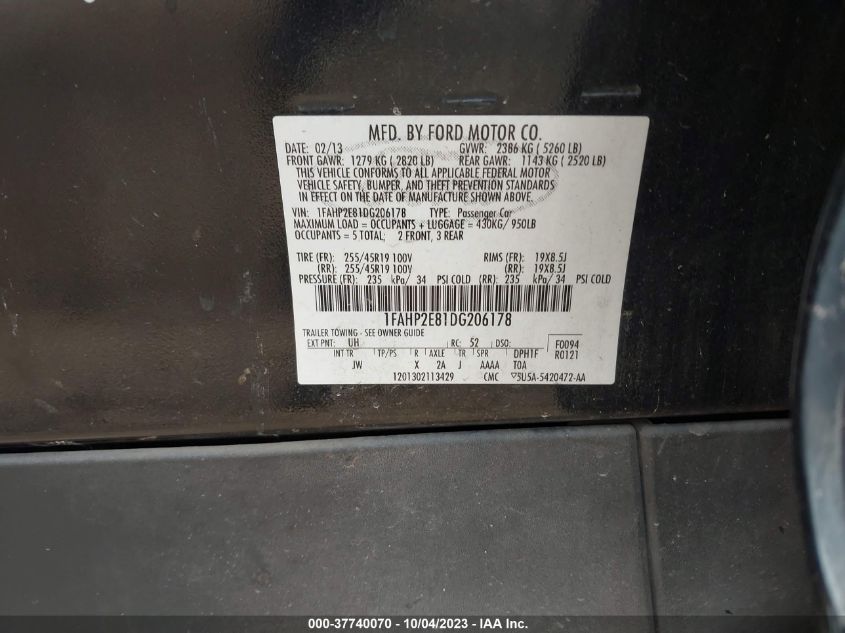 MFD. BY FORD MOTOR CO.
DATE: 02/13 GVWR: 2386 KG ( 5260 LB)
FRONT GAWR: 1279 KG ( 2820 LB) REAR GAWR: 1143 KG ( 2520 LB)
THIS VEHICLE CONFORMS TO ALL APPLICABLE FEDERAL MOTOR
VEHICLE SAFETY, BUMPER, AND THEFT PREVENTION STANDARDS
IN EFFECT ON THE DATE OF MANUFACTURE SHOWN ABOVE.
VIN: 1FAHP2E81DG206178 TYPE: Passenger Car
MAXIMUM LOAD = OCCUPANTS + LUGGAGE = 430KG/ 950LB
OCCUPANTS = 5 TOTAL: 2 FRONT, 3 REAR
TIRE (FR): 255/45R19 100V RIMS (FR): 19X8.5J
(RR): 255/45R19 100V (RR): 19X8.5J
PRESSURE (FR): 235 kPa/ 34 PSI COLD (RR): 235 kPa/ 34 PSI COLD
1FAHP2E81DG206178
TRAILER TOWING - SEE OWNER GUIDE
EXT PNT: UH RC: 52 DSO: F0094
INT TR TP/PS R AXLE TR SPR DPHTF R0121
JW X 2A J AAAA T0A
1201302113429 CMC 5U5A-5420472-AA
000-37740070 - 10/04/2023 - IAA Inc.